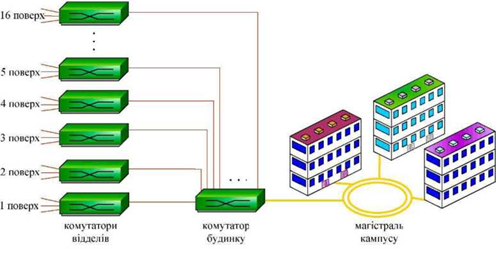 16 поверх
5 поверх
4 поверх
3 поверх
2 поверх
1 поверх
комутатори
відділів
комутатор
будинку
магістраль
кампусу